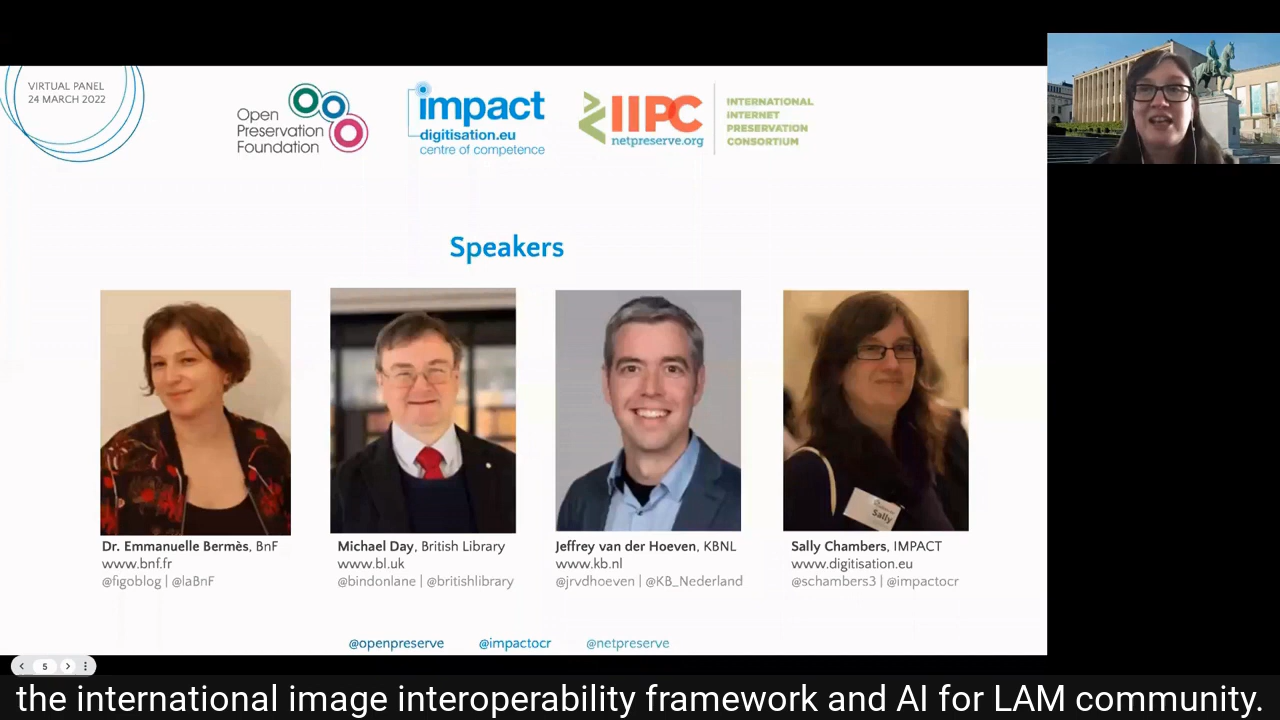 VIRTUAL PANEL
24 MARCH 2022
Open
Preservation
Foundation
impact
digitisation.eu
centre of competence
IIPC
netpreserve.org
INTERNATIONAL
INTERNET
PRESERVATION
CONSORTIUM
Speakers
Sally
Dr. Emmanuelle Bermès, BnF
www.bnf.fr
@figoblog | @laBnF
Michael Day, British Library
www.bl.uk
@bindonlane | @britishlibrary
Jeffrey van der Hoeven, KBNL
www.kb.nl
@jrvdhoeven | @KB_Nederland
Sally Chambers, IMPACT
www.digitisation.eu
@schambers3 | @impactocr
@openpreserve @impactocr @netpreserve
5
the international image interoperability framework and AI for LAM community.